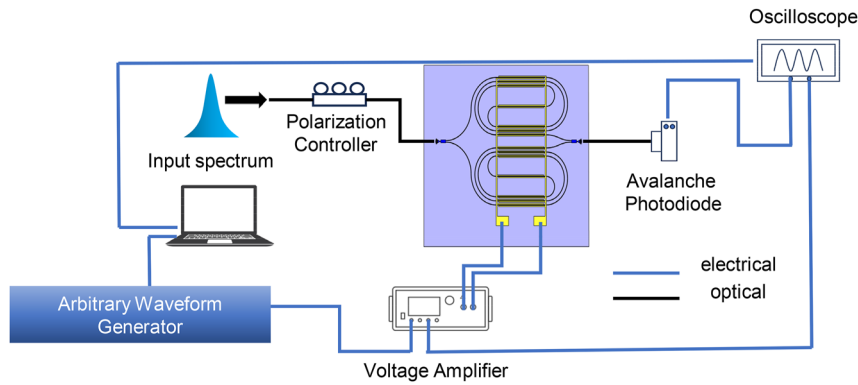 Oscilloscope
Polarization
Controller
Input spectrum
Avalanche
Photodiode
electrical
optical
Arbitrary Waveform
Generator
Voltage Amplifier